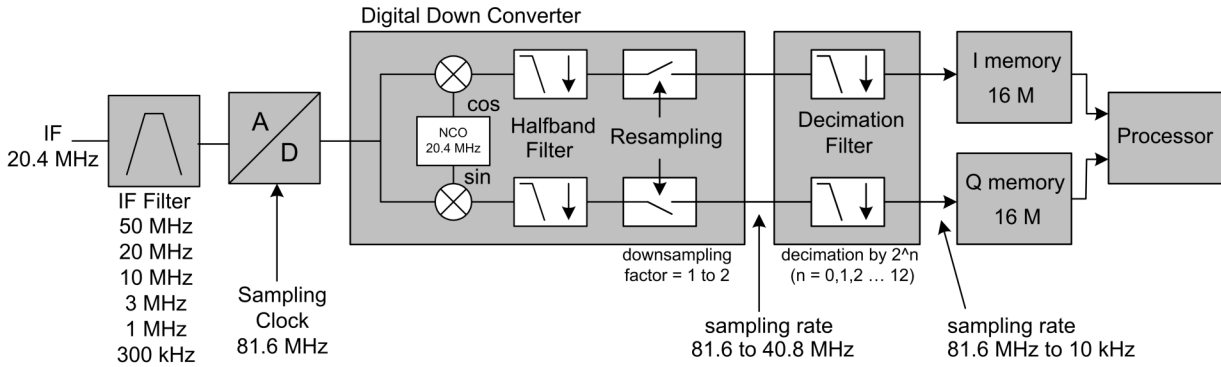 Digital Down Converter
IF
20.4 MHz
IF Filter
50 MHz
20 MHz
10 MHz
3 MHz
1 MHz
300 kHz
A
D
Sampling
Clock
81.6 MHz
cos
NCO
20.4 MHz
sin
Halfband
Filter
Resampling
downsampling
factor = 1 to 2
sampling rate
81.6 to 40.8 MHz
Decimation
Filter
decimation by 2^n
(n = 0,1,2 ... 12)
sampling rate
81.6 MHz to 10 kHz
I memory
16 M
Q memory
16 M
Processor